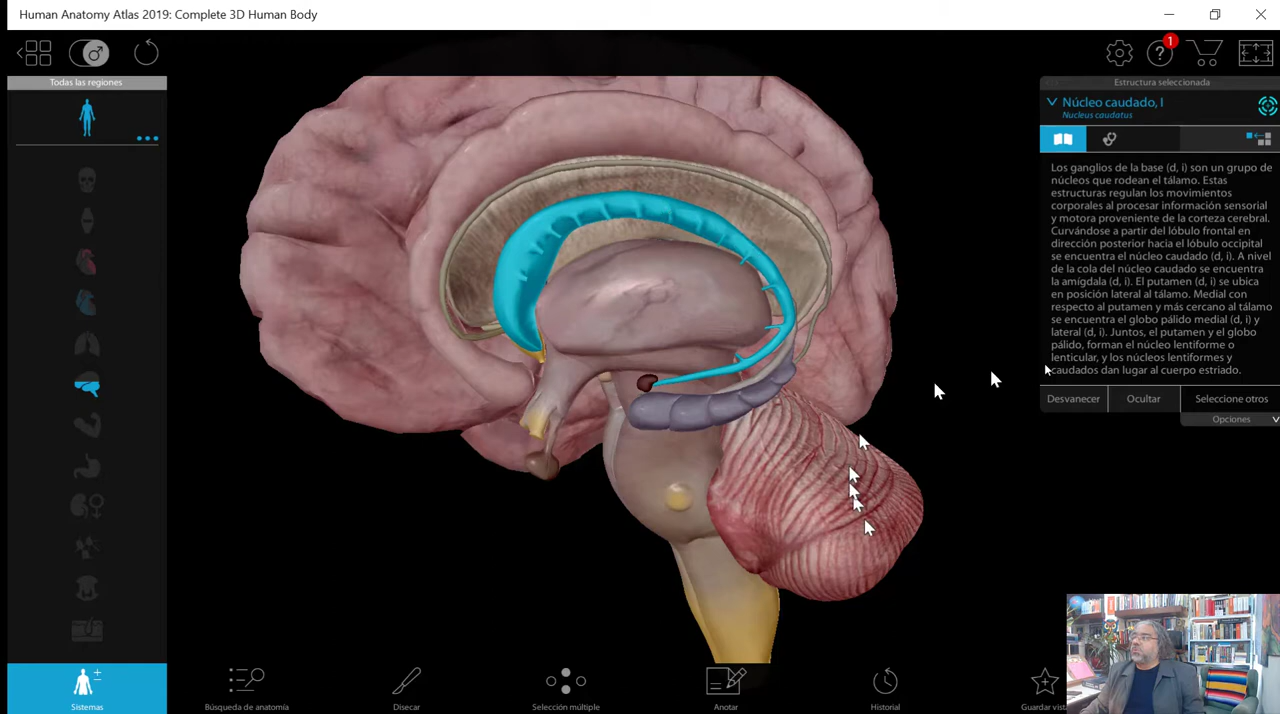 Human Anatomy Atlas 2019: Complete 3D Human Body
1
Todas las regiones
Estructura seleccionada
Núcleo caudado, I
Nucleus caudatus
Los ganglios de la base (d, i) son un grupo de
núcleos que rodean el tálamo. Estas
estructuras regulan los movimientos
corporales al procesar información sensorial
y motora proveniente de la corteza cerebral.
Curvándose a partir del lóbulo frontal en
dirección posterior hacia el lóbulo occipital
se encuentra el núcleo caudado (d, i). A nivel
de la cola del núcleo caudado se encuentra
la amígdala (d, i). El putamen (d, i) se ubica
en posición lateral al tálamo. Medial con
respecto al putamen y más cercano al tálamo
se encuentra el globo pálido medial (d, i) y
lateral (d, i). Juntos, el putamen y el globo
pálido, forman el núcleo lentiforme o
lenticular, y los núcleos lentiformes y
caudados dan lugar al cuerpo estriado.
Desvanecer
Ocultar
Seleccione otros
Opciones
Sistemas
Búsqueda de anatomía
Disecar
Selección múltiple
Anotar
Historial
Guardar vist